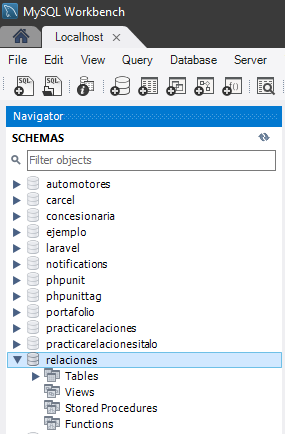 MySQL Workbench
Localhost
File Edit View Query Database Server
SQL SQL
Navigator
SCHEMAS
Filter objects
automotores
carcel
concesionaria
ejemplo
laravel
notifications
phpunit
phpunittag
portafolio
practicarelaciones
practicarelacionesitalo
relaciones
Tables
Views
Stored Procedures
Functions